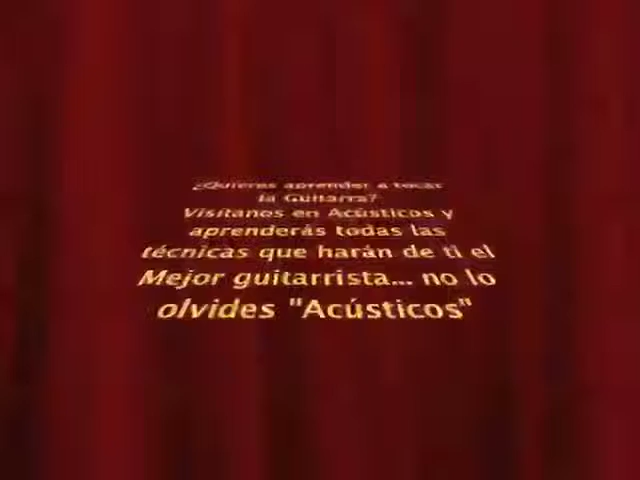 ¿Quieres aprender a tocar
la Guitarra?
Visítanos en Acústicos y
aprenderás todas las
técnicas que harán de ti el
Mejor guitarrista... no lo
olvides "Acústicos"